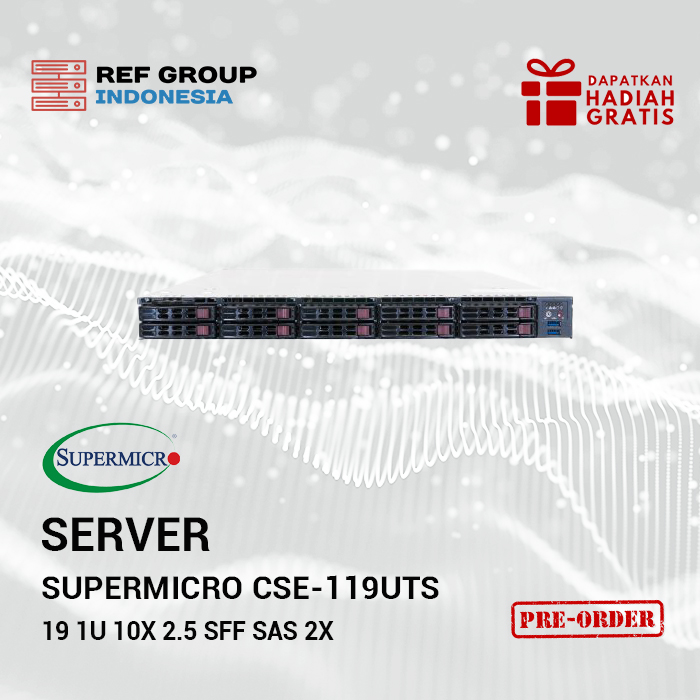 REF GROUP
INDONESIA
DAPATKAN
HADIAH
GRATIS
SUPERMICRO
SERVER
SUPERMICRO CSE-119UTS
19 1U 10X 2.5 SFF SAS 2X
PRE-ORDER